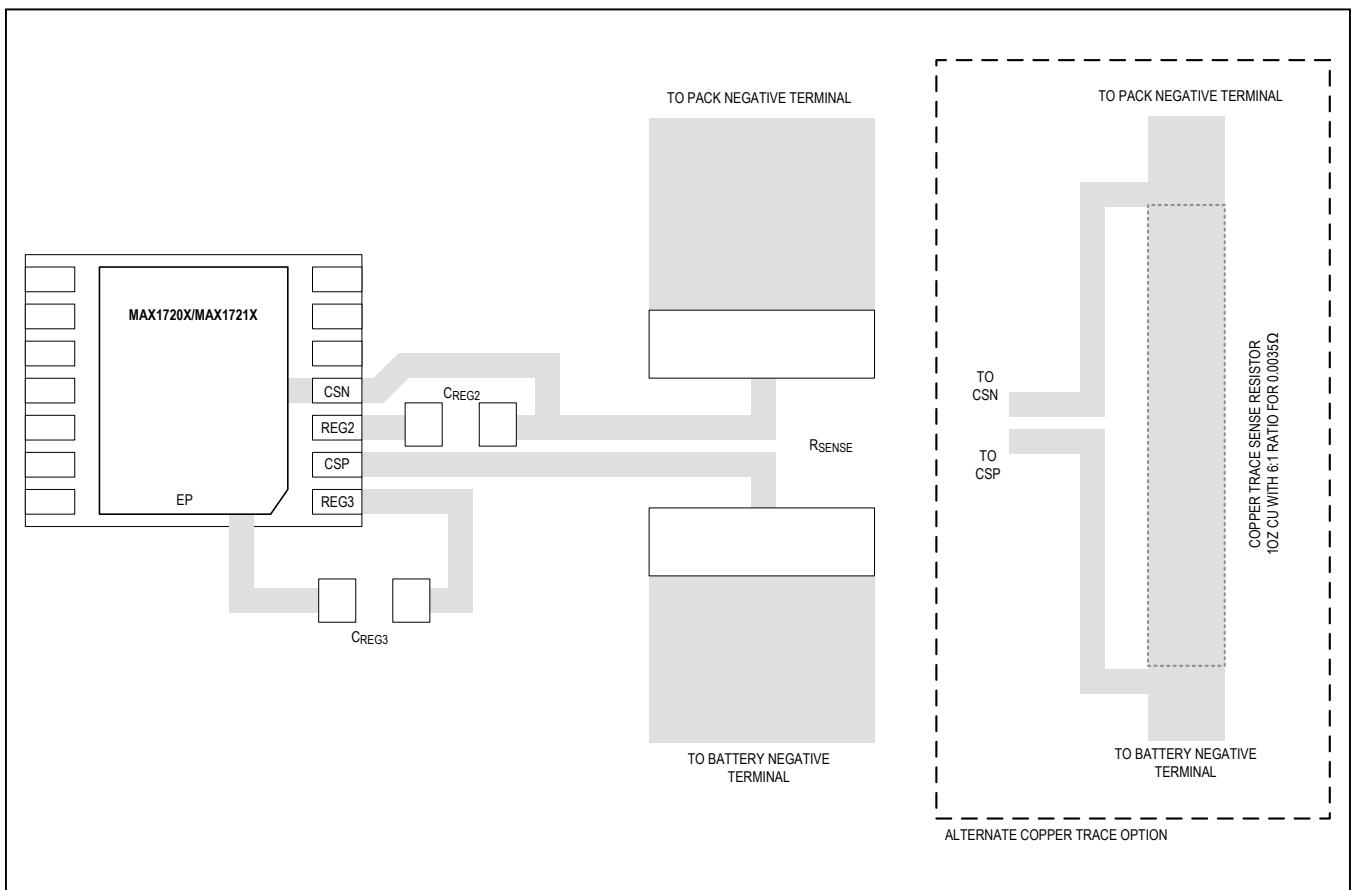 TO PACK NEGATIVE TERMINAL
MAX1720X/MAX1721X
CSN
REG2
CSP
REG3
EP
CREG2
CREG3
RSENSE
TO BATTERY NEGATIVE
TERMINAL
TO PACK NEGATIVE TERMINAL
TO
CSN
TO
CSP
COPPER TRACE SENSE RESISTOR
1OZ CU WITH 6:1 RATIO FOR 0.0035Ω
TO BATTERY NEGATIVE
TERMINAL
ALTERNATE COPPER TRACE OPTION